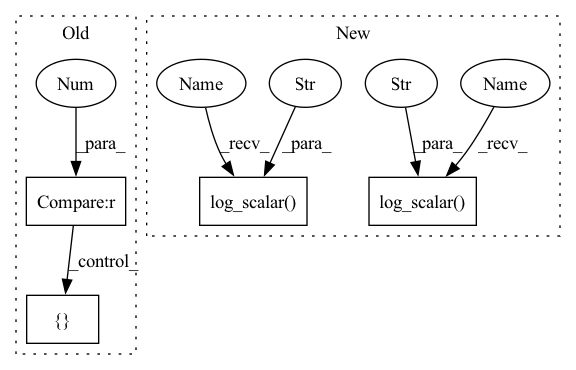 Old
New
Num
Name
Str
Str
Name
_para_
_recv_
_para_
_para_
_recv_
Compare:r
log_scalar()
log_scalar()
_control_
{}